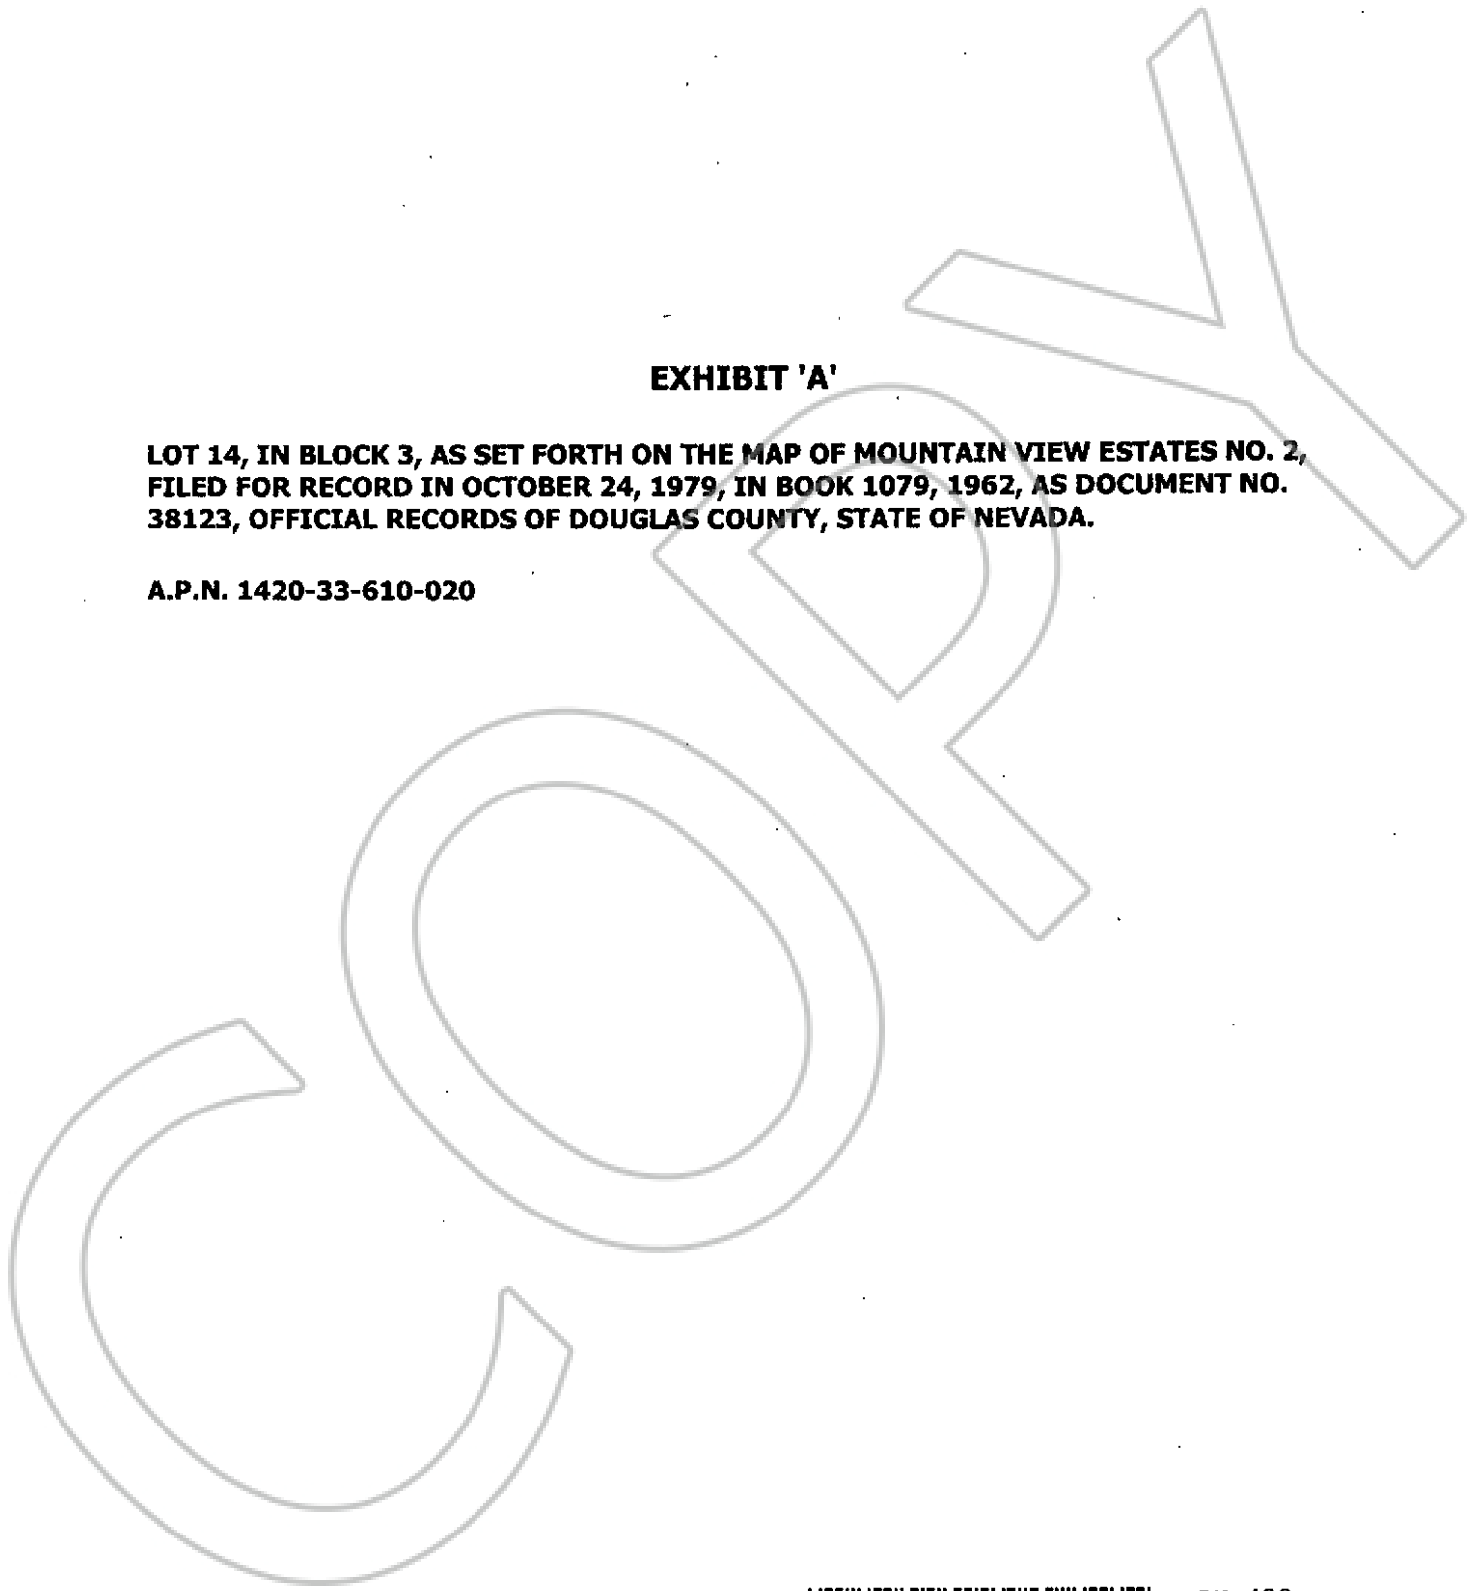 EXHIBIT 'A'
LOT 14, IN BLOCK 3, AS SET FORTH ON THE MAP OF MOUNTAIN VIEW ESTATES NO. 2,
FILED FOR RECORD IN OCTOBER 24, 1979, IN BOOK 1079, 1962, AS DOCUMENT NO.
38123, OFFICIAL RECORDS OF DOUGLAS COUNTY, STATE OF NEVADA.
A.P.N. 1420-33-610-020
COPY